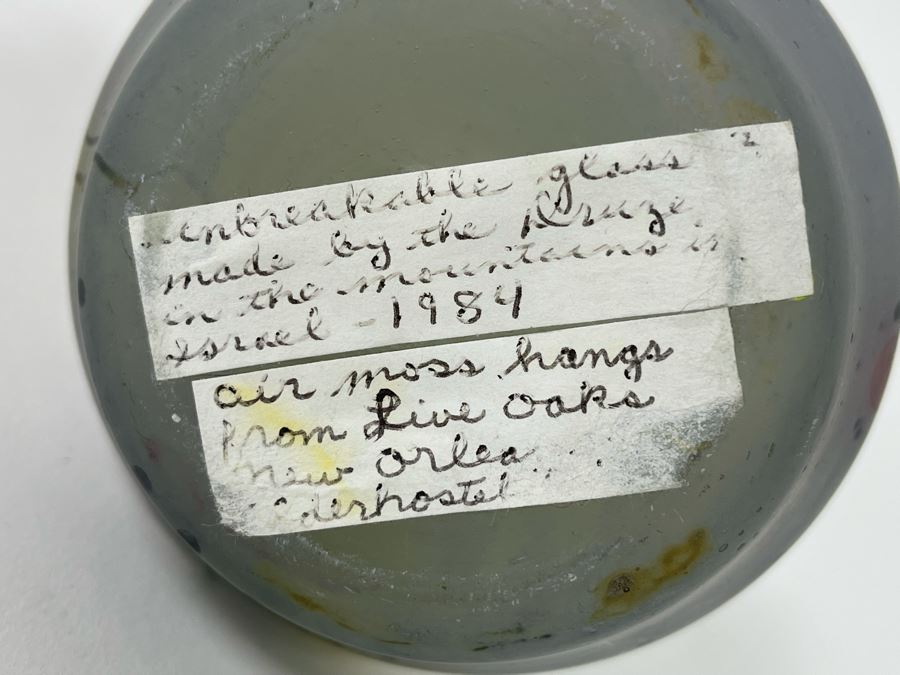 unbreakable glass
made by the Druze
in the mountains in
Israel - 1984
air moss hangs
from Live Oaks
New Orlea
Elderhostel